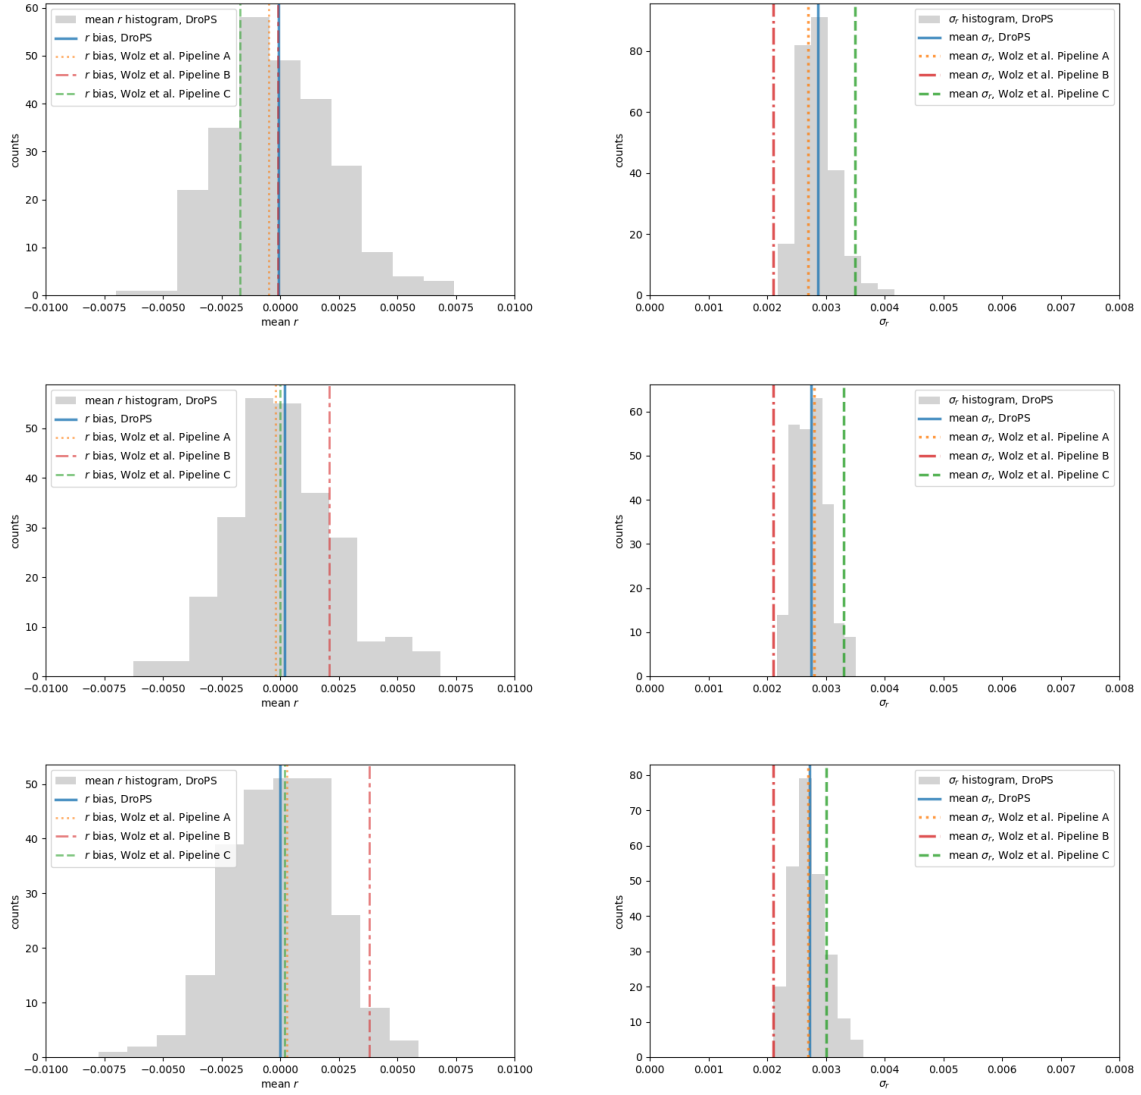 60
50
40
30
20
10
0
counts
mean r histogram, DroPS
r bias, DroPS
r bias, Wolz et al. Pipeline A
r bias, Wolz et al. Pipeline B
r bias, Wolz et al. Pipeline C
−0.0100 −0.0075 −0.0050 −0.0025 0.0000 0.0025 0.0050 0.0075 0.0100
mean r
80
60
40
20
0
counts
σr histogram, DroPS
mean σr, DroPS
mean σr, Wolz et al. Pipeline A
mean σr, Wolz et al. Pipeline B
mean σr, Wolz et al. Pipeline C
0.000 0.001 0.002 0.003 0.004 0.005 0.006 0.007 0.008
σr
50
40
30
20
10
0
counts
mean r histogram, DroPS
r bias, DroPS
r bias, Wolz et al. Pipeline A
r bias, Wolz et al. Pipeline B
r bias, Wolz et al. Pipeline C
−0.0100 −0.0075 −0.0050 −0.0025 0.0000 0.0025 0.0050 0.0075 0.0100
mean r
60
50
40
30
20
10
0
counts
σr histogram, DroPS
mean σr, DroPS
mean σr, Wolz et al. Pipeline A
mean σr, Wolz et al. Pipeline B
mean σr, Wolz et al. Pipeline C
0.000 0.001 0.002 0.003 0.004 0.005 0.006 0.007 0.008
σr
50
40
30
20
10
0
counts
mean r histogram, DroPS
r bias, DroPS
r bias, Wolz et al. Pipeline A
r bias, Wolz et al. Pipeline B
r bias, Wolz et al. Pipeline C
−0.0100 −0.0075 −0.0050 −0.0025 0.0000 0.0025 0.0050 0.0075 0.0100
mean r
80
70
60
50
40
30
20
10
0
counts
σr histogram, DroPS
mean σr, DroPS
mean σr, Wolz et al. Pipeline A
mean σr, Wolz et al. Pipeline B
mean σr, Wolz et al. Pipeline C
0.000 0.001 0.002 0.003 0.004 0.005 0.006 0.007 0.008
σr